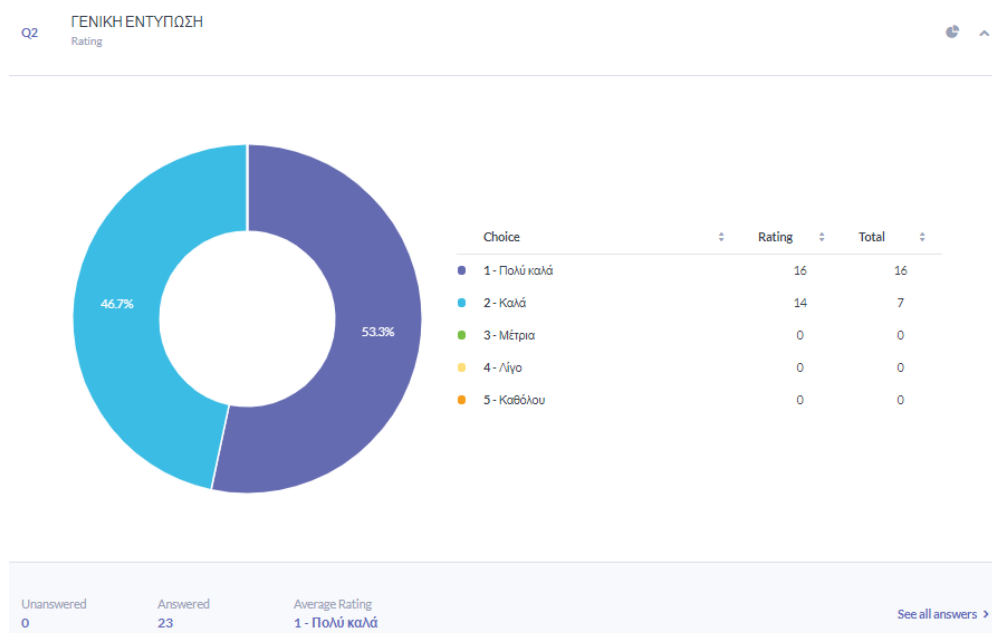 Q2
ΓΕΝΙΚΗ ΕΝΤΥΠΩΣΗ
Rating
46.7%
53.3%
Choice Rating Total
1 - Πολύ καλά 16 16
2 - Καλά 14 7
3 - Μέτρια 0 0
4 - Λίγο 0 0
5 - Καθόλου 0 0
Unanswered Answered Average Rating
0 23 1 - Πολύ καλά
See all answers